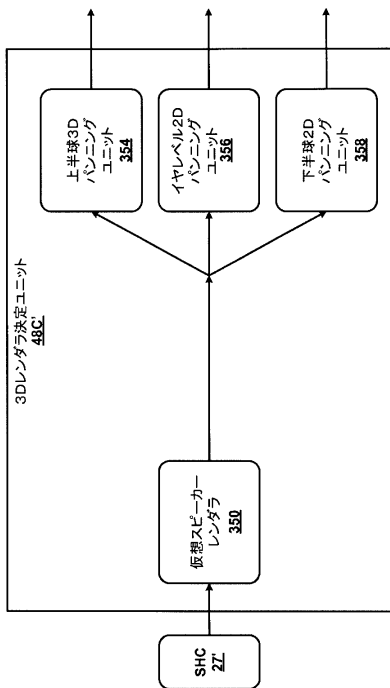 3Dレンダラ決定ユニット
48C'
SHC
27'
仮想スピーカー
レンダラ
350
上半球3D
パンニング
ユニット
354
イヤレベル2D
パンニング
ユニット
356
下半球2D
パンニング
ユニット
358